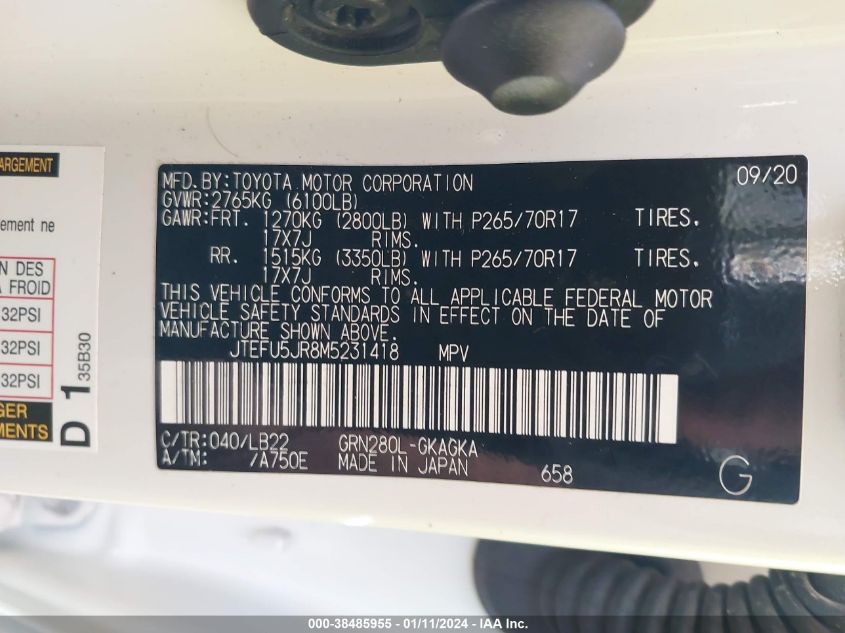 ARGEMENT
ement ne
N DES
A FROID
32PSI
32PSI
32PSI
GER
MENTS
D 1 35B30
MFD.BY:TOYOTA MOTOR CORPORATION 09/20
GVWR:2765KG (6100LB)
GAWR:FRT. 1270KG (2800LB) WITH P265/70R17 TIRES.
17X7J RIMS.
RR. 1515KG (3350LB) WITH P265/70R17 TIRES.
17X7J RIMS.
THIS VEHICLE CONFORMS TO ALL APPLICABLE FEDERAL MOTOR
VEHICLE SAFETY STANDARDS IN EFFECT ON THE DATE OF
MANUFACTURE SHOWN ABOVE.
JTEFU5JR8M5231418 MPV
C/TR:040/LB22 GRN280L-GKAGKA
A/TM: /A750E MADE IN JAPAN 658 G
000-38485955 - 01/11/2024 - IAA Inc.